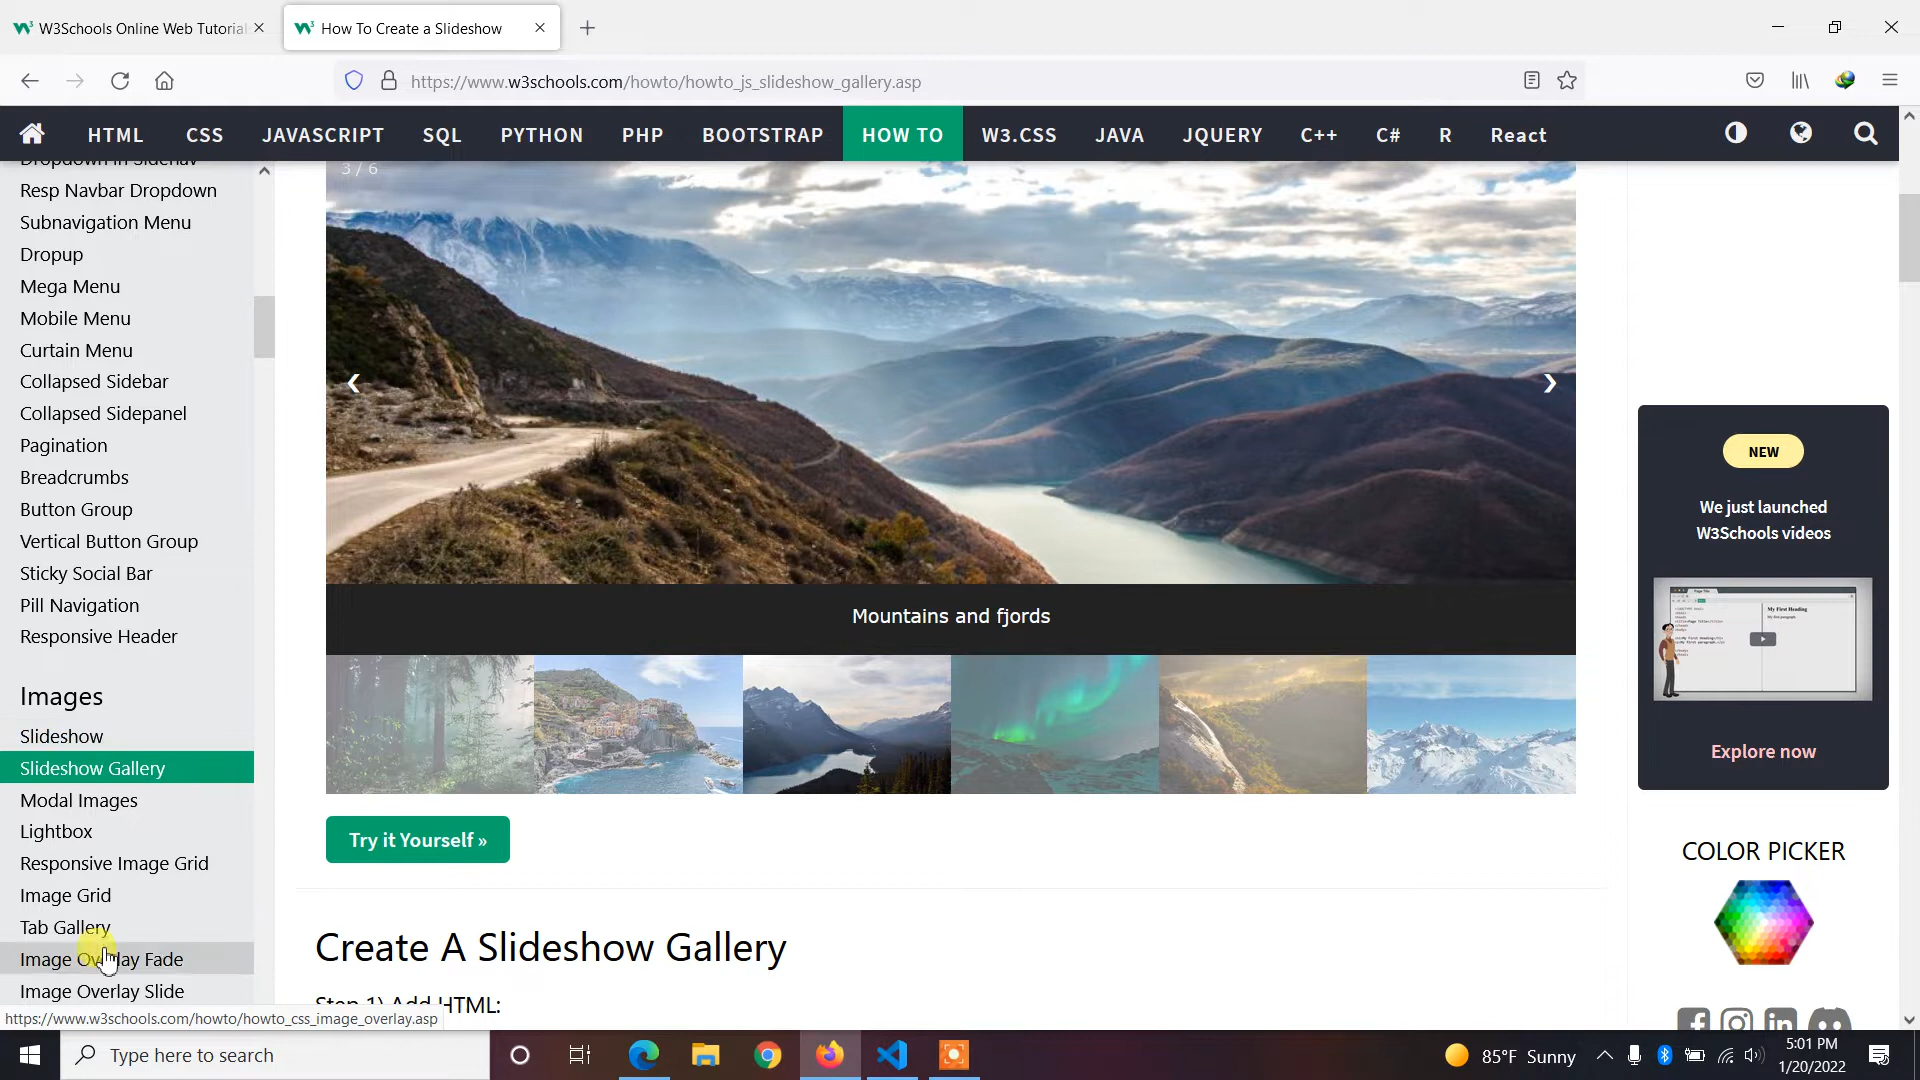 W3Schools Online Web Tutorial
How To Create a Slideshow
https://www.w3schools.com/howto/howto_js_slideshow_gallery.asp
HTML CSS JAVASCRIPT SQL PYTHON PHP BOOTSTRAP HOW TO W3.CSS JAVA JQUERY C++ C# R React
Dropdown in Sidenav
Resp Navbar Dropdown
Subnavigation Menu
Dropup
Mega Menu
Mobile Menu
Curtain Menu
Collapsed Sidebar
Collapsed Sidepanel
Pagination
Breadcrumbs
Button Group
Vertical Button Group
Sticky Social Bar
Pill Navigation
Responsive Header
Images
Slideshow
Slideshow Gallery
Modal Images
Lightbox
Responsive Image Grid
Image Grid
Tab Gallery
Image Overlay Fade
Image Overlay Slide
https://www.w3schools.com/howto/howto_css_image_overlay.asp
3 / 6
❮
❯
Mountains and fjords
Try it Yourself »
Create A Slideshow Gallery
Step 1) Add HTML:
NEW
We just launched
W3Schools videos
Explore now
COLOR PICKER
Type here to search
85°F Sunny
5:01 PM
1/20/2022